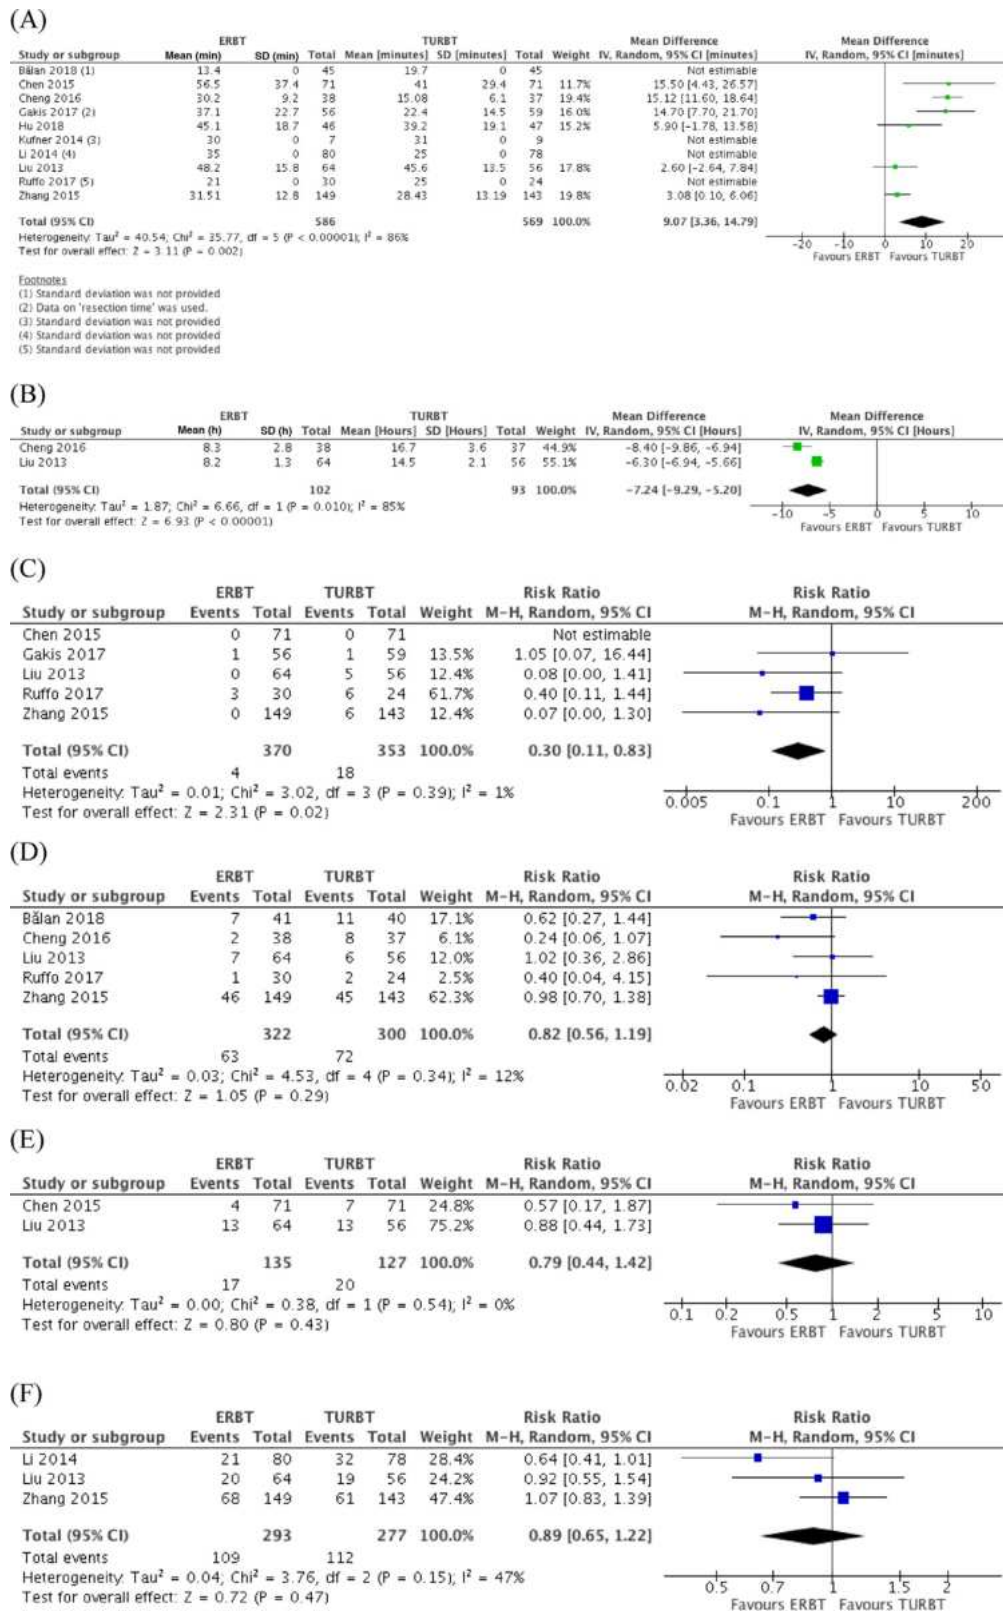 (A)
ERBT TURBT Mean Difference Mean Difference
Study or subgroup Mean (min) SD (min) Total Mean [minutes] SD [minutes] Total Weight IV, Random, 95% CI [minutes] IV, Random, 95% CI [minutes]
Bălan 2018 (1) 13.4 0 45 19.7 0 45 Not estimable
Chen 2015 56.5 37.4 71 41 29.4 71 11.7% 15.50 [4.43, 26.57]
Cheng 2016 30.2 9.2 38 15.08 6.1 37 19.4% 15.12 [11.60, 18.64]
Gakis 2017 (2) 37.1 22.7 56 22.4 14.5 59 16.0% 14.70 [7.70, 21.70]
Hu 2018 45.1 18.7 46 39.2 19.1 47 15.2% 5.90 [-1.78, 13.58]
Kufner 2014 (3) 30 0 7 31 0 9 Not estimable
Li 2014 (4) 35 0 80 25 0 78 Not estimable
Liu 2013 48.2 15.8 64 45.6 13.5 56 17.8% 2.60 [-2.64, 7.84]
Ruffo 2017 (5) 21 0 30 25 0 24 Not estimable
Zhang 2015 31.51 12.8 149 28.43 13.19 143 19.8% 3.08 [0.10, 6.06]
Total (95% CI) 586 569 100.0% 9.07 [3.36, 14.79]
Heterogeneity: Tau² = 40.54; Chi² = 35.77, df = 5 (P < 0.00001); I² = 86%
Test for overall effect: Z = 3.11 (P = 0.002)
-20 -10 0 10 20
Favours ERBT Favours TURBT
Footnotes
(1) Standard deviation was not provided
(2) Data on 'resection time' was used.
(3) Standard deviation was not provided
(4) Standard deviation was not provided
(5) Standard deviation was not provided
(B)
ERBT TURBT Mean Difference Mean Difference
Study or subgroup Mean (h) SD (h) Total Mean [Hours] SD [Hours] Total Weight IV, Random, 95% CI [Hours] IV, Random, 95% CI [Hours]
Cheng 2016 8.3 2.8 38 16.7 3.6 37 44.9% -8.40 [-9.86, -6.94]
Liu 2013 8.2 1.3 64 14.5 2.1 56 55.1% -6.30 [-6.94, -5.66]
Total (95% CI) 102 93 100.0% -7.24 [-9.29, -5.20]
Heterogeneity: Tau² = 1.87; Chi² = 6.66, df = 1 (P = 0.010); I² = 85%
Test for overall effect: Z = 6.93 (P < 0.00001)
-10 -5 0 5 10
Favours ERBT Favours TURBT
(C)
ERBT TURBT Risk Ratio Risk Ratio
Study or subgroup Events Total Events Total Weight M-H, Random, 95% CI M-H, Random, 95% CI
Chen 2015 0 71 0 71 Not estimable
Gakis 2017 1 56 1 59 13.5% 1.05 [0.07, 16.44]
Liu 2013 0 64 5 56 12.4% 0.08 [0.00, 1.41]
Ruffo 2017 3 30 6 24 61.7% 0.40 [0.11, 1.44]
Zhang 2015 0 149 6 143 12.4% 0.07 [0.00, 1.30]
Total (95% CI) 370 353 100.0% 0.30 [0.11, 0.83]
Total events 4 18
Heterogeneity: Tau² = 0.01; Chi² = 3.02, df = 3 (P = 0.39); I² = 1%
Test for overall effect: Z = 2.31 (P = 0.02)
0.005 0.1 1 10 200
Favours ERBT Favours TURBT
(D)
ERBT TURBT Risk Ratio Risk Ratio
Study or subgroup Events Total Events Total Weight M-H, Random, 95% CI M-H, Random, 95% CI
Bălan 2018 7 41 11 40 17.1% 0.62 [0.27, 1.44]
Cheng 2016 2 38 8 37 6.1% 0.24 [0.06, 1.07]
Liu 2013 7 64 6 56 12.0% 1.02 [0.36, 2.86]
Ruffo 2017 1 30 2 24 2.5% 0.40 [0.04, 4.15]
Zhang 2015 46 149 45 143 62.3% 0.98 [0.70, 1.38]
Total (95% CI) 322 300 100.0% 0.82 [0.56, 1.19]
Total events 63 72
Heterogeneity: Tau² = 0.03; Chi² = 4.53, df = 4 (P = 0.34); I² = 12%
Test for overall effect: Z = 1.05 (P = 0.29)
0.02 0.1 1 10 50
Favours ERBT Favours TURBT
(E)
ERBT TURBT Risk Ratio Risk Ratio
Study or subgroup Events Total Events Total Weight M-H, Random, 95% CI M-H, Random, 95% CI
Chen 2015 4 71 7 71 24.8% 0.57 [0.17, 1.87]
Liu 2013 13 64 13 56 75.2% 0.88 [0.44, 1.73]
Total (95% CI) 135 127 100.0% 0.79 [0.44, 1.42]
Total events 17 20
Heterogeneity: Tau² = 0.00; Chi² = 0.38, df = 1 (P = 0.54); I² = 0%
Test for overall effect: Z = 0.80 (P = 0.43)
0.1 0.2 0.5 1 2 5 10
Favours ERBT Favours TURBT
(F)
ERBT TURBT Risk Ratio Risk Ratio
Study or subgroup Events Total Events Total Weight M-H, Random, 95% CI M-H, Random, 95% CI
Li 2014 21 80 32 78 28.4% 0.64 [0.41, 1.01]
Liu 2013 20 64 19 56 24.2% 0.92 [0.55, 1.54]
Zhang 2015 68 149 61 143 47.4% 1.07 [0.83, 1.39]
Total (95% CI) 293 277 100.0% 0.89 [0.65, 1.22]
Total events 109 112
Heterogeneity: Tau² = 0.04; Chi² = 3.76, df = 2 (P = 0.15); I² = 47%
Test for overall effect: Z = 0.72 (P = 0.47)
0.5 0.7 1 1.5 2
Favours ERBT Favours TURBT